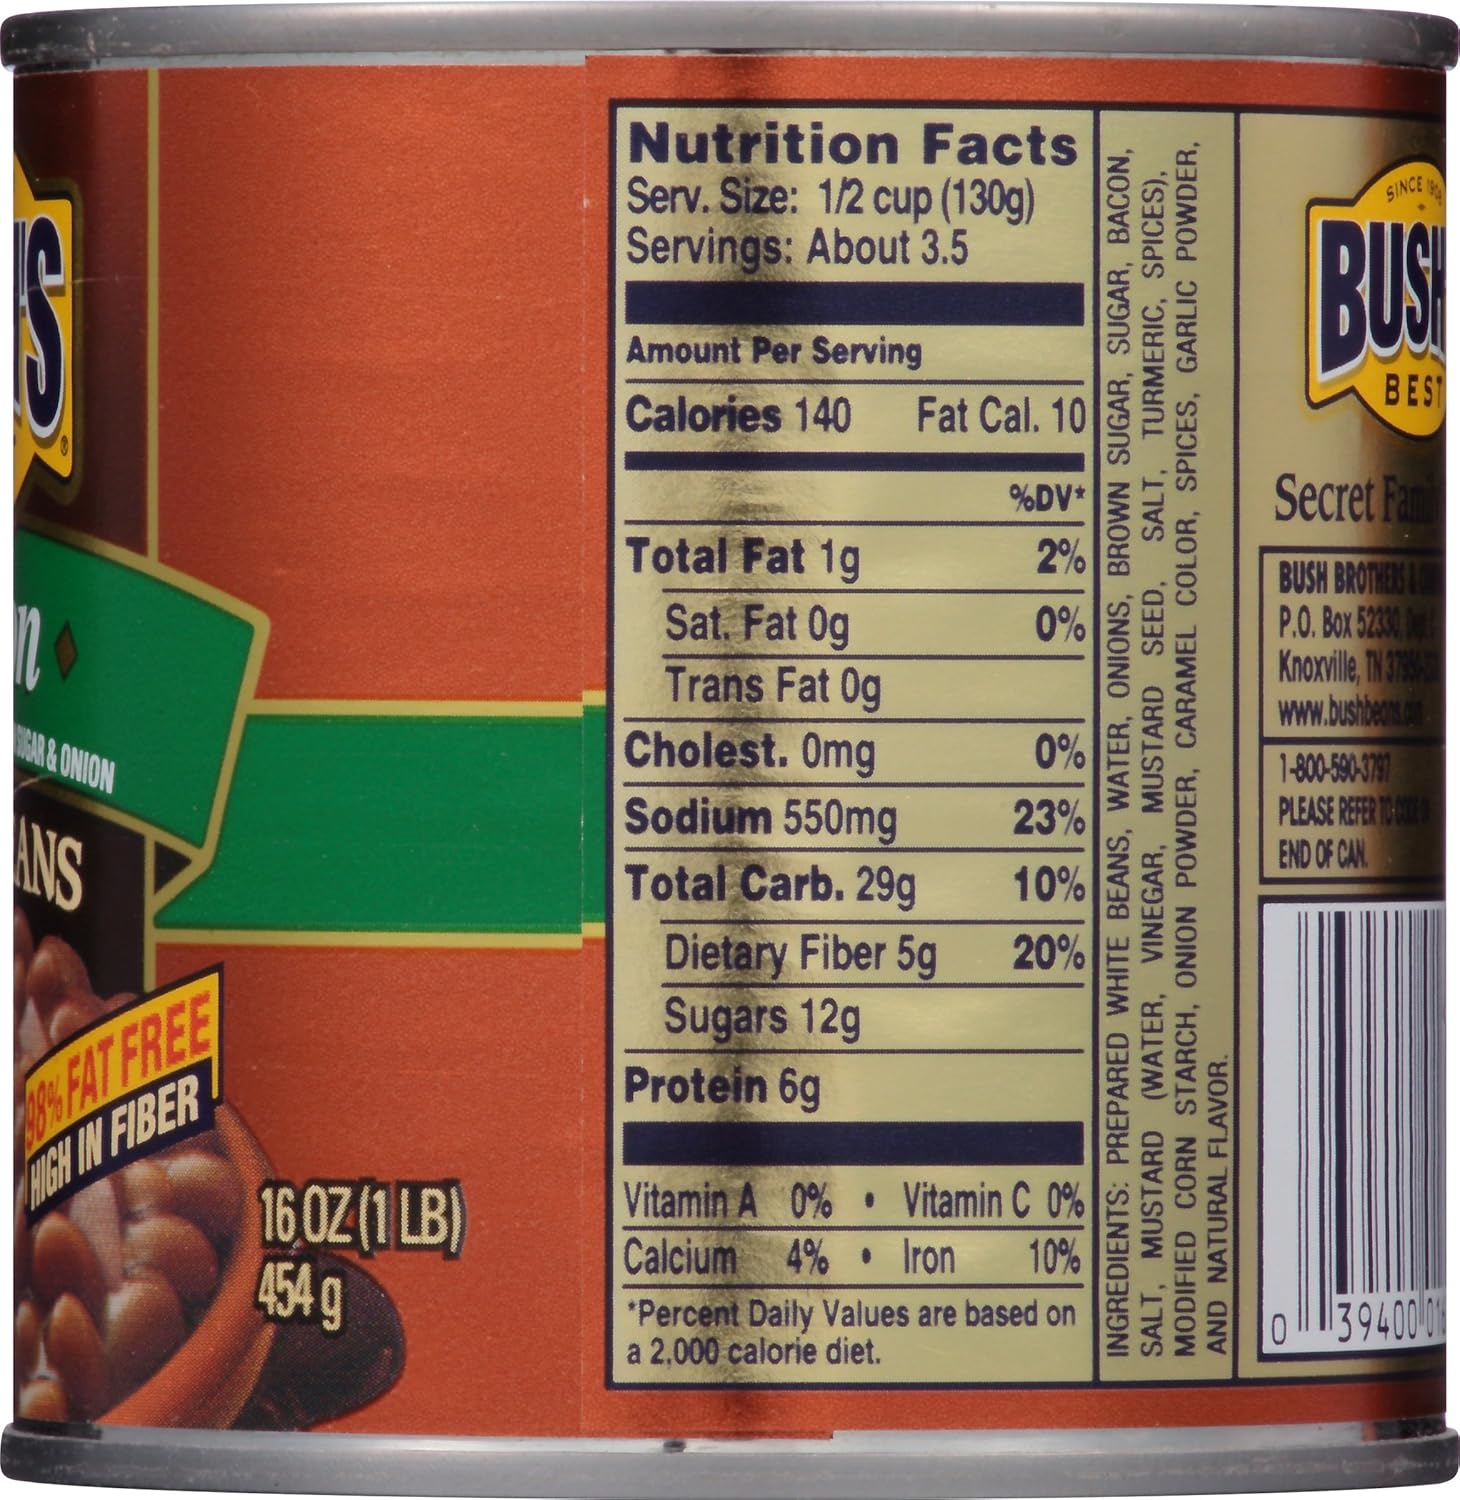 'S
®
n
SUGAR & ONION
ANS
98% FAT FREE
HIGH IN FIBER
16 OZ (1 LB)
454 g
Nutrition Facts
Serv. Size: 1/2 cup (130g)
Servings: About 3.5
Amount Per Serving
Calories 140 Fat Cal. 10
%DV*
Total Fat 1g 2%
Sat. Fat 0g 0%
Trans Fat 0g
Cholest. 0mg 0%
Sodium 550mg 23%
Total Carb. 29g 10%
Dietary Fiber 5g 20%
Sugars 12g
Protein 6g
Vitamin A 0% • Vitamin C 0%
Calcium 4% • Iron 10%
*Percent Daily Values are based on
a 2,000 calorie diet.
INGREDIENTS: PREPARED WHITE BEANS, WATER, ONIONS, BROWN SUGAR, SUGAR, BACON,
SALT, MUSTARD (WATER, VINEGAR, MUSTARD SEED, SALT, TURMERIC, SPICES),
MODIFIED CORN STARCH, ONION POWDER, CARAMEL COLOR, SPICES, GARLIC POWDER,
AND NATURAL FLAVOR.
SINCE 1908
BUSH
BEST
Secret Fam
BUSH BROTHERS &
P.O. Box 52330,
Knoxville, TN
www.bushbeans.com
1-800-590-3797
PLEASE REFER TO CODE ON
END OF CAN.
0 39400 01